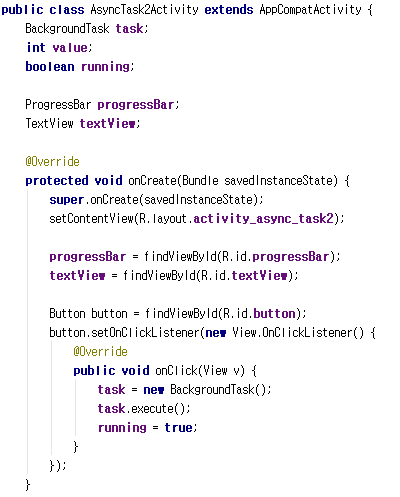 public class AsyncTask2Activity extends AppCompatActivity {
BackgroundTask task;
int value;
boolean running;
ProgressBar progressBar;
TextView textView;
@Override
protected void onCreate(Bundle savedInstanceState) {
super.onCreate(savedInstanceState);
setContentView(R.layout.activity_async_task2);
progressBar = findViewById(R.id.progressBar);
textView = findViewById(R.id.textView);
Button button = findViewById(R.id.button);
button.setOnClickListener(new View.OnClickListener() {
@Override
public void onClick(View v) {
task = new BackgroundTask();
task.execute();
running = true;
}
});
}